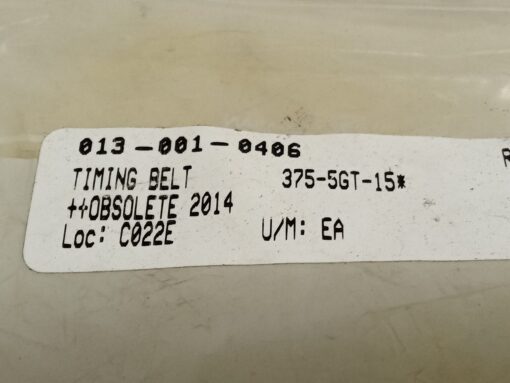 013-001-0406
TIMING BELT 375-5GT-15*
++OBSOLETE 2014
Loc: C022E U/M: EA
R